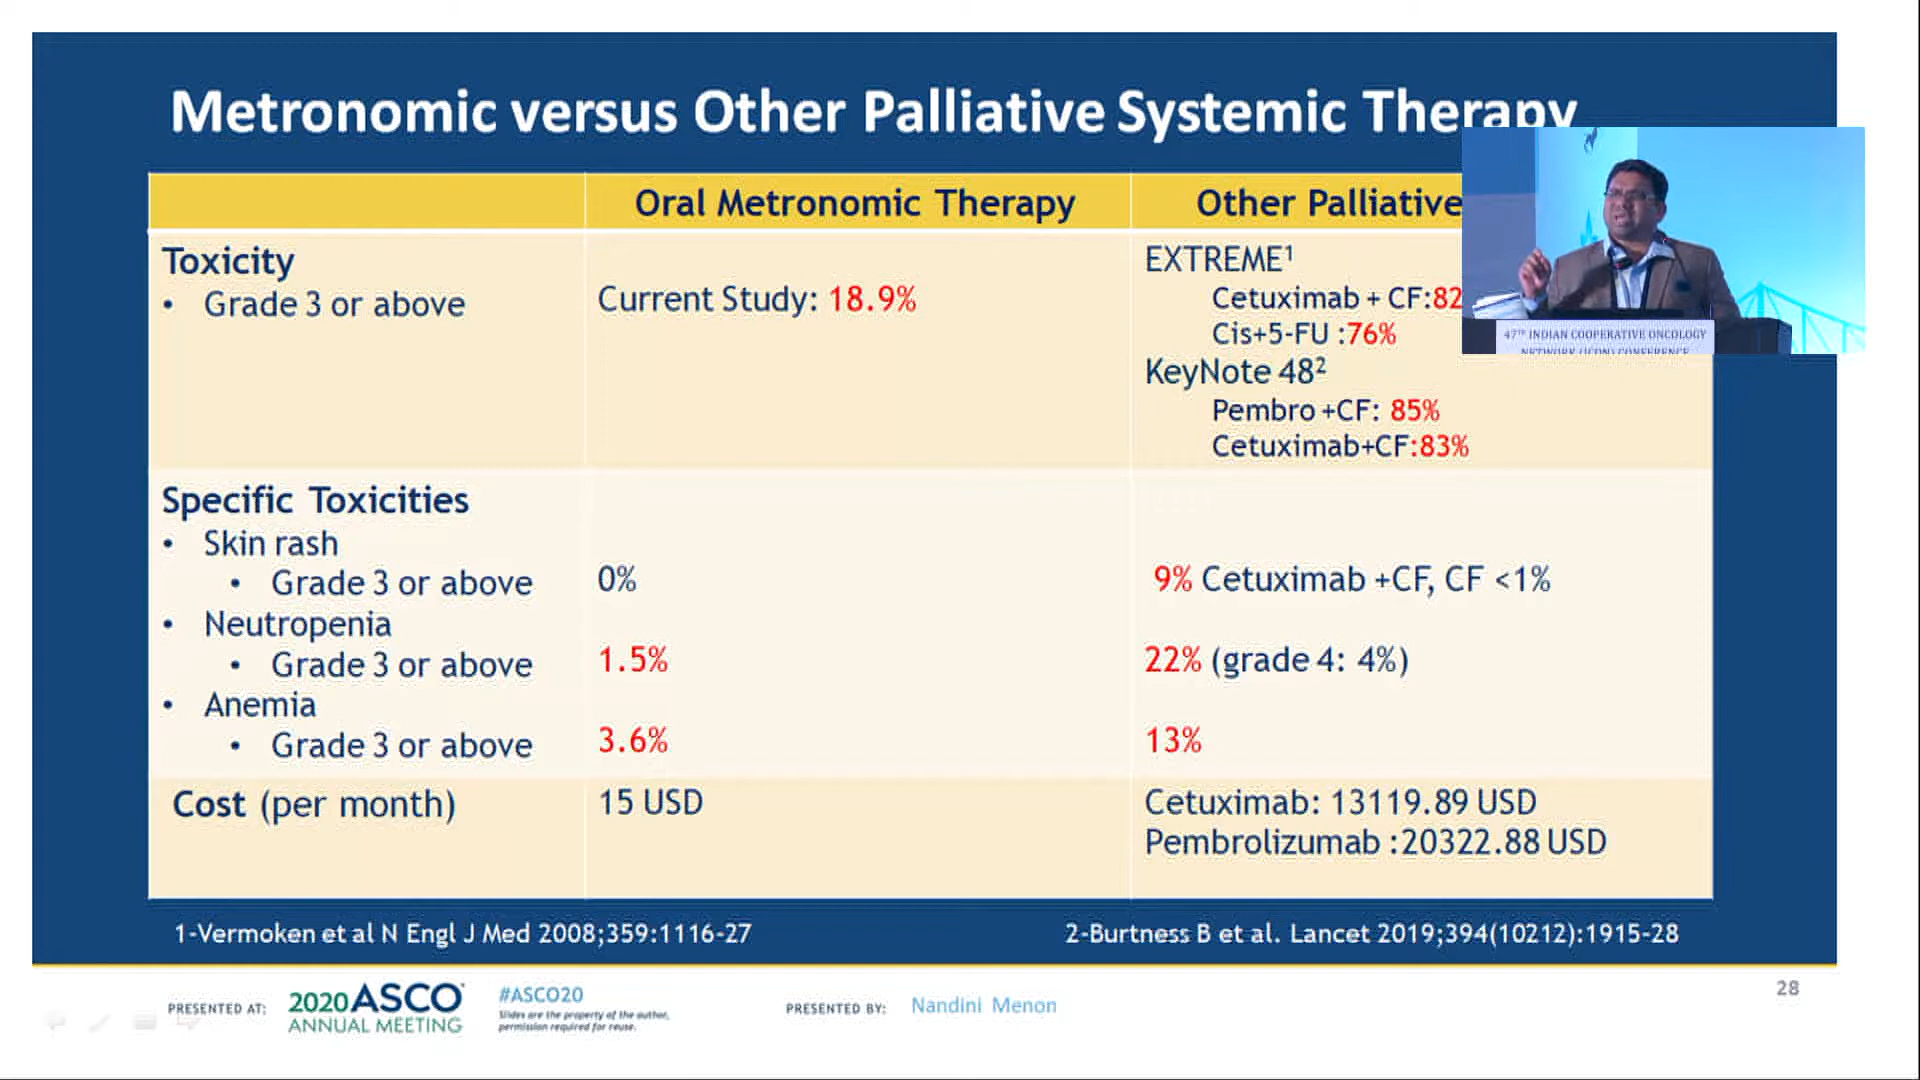 Metronomic versus Other Palliative Systemic Therapy
Oral Metronomic Therapy
Other Palliative
Toxicity
• Grade 3 or above
Current Study: 18.9%
EXTREME¹
Cetuximab + CF:82
Cis+5-FU :76%
KeyNote 48²
Pembro +CF: 85%
Cetuximab+CF:83%
Specific Toxicities
• Skin rash
• Grade 3 or above
0%
9% Cetuximab +CF, CF <1%
• Neutropenia
• Grade 3 or above
1.5%
22% (grade 4: 4%)
• Anemia
• Grade 3 or above
3.6%
13%
Cost (per month)
15 USD
Cetuximab: 13119.89 USD
Pembrolizumab :20322.88 USD
1-Vermoken et al N Engl J Med 2008;359:1116-27
2-Burtness B et al. Lancet 2019;394(10212):1915-28
PRESENTED AT:
2020 ASCO
ANNUAL MEETING
#ASCO20
Slides are the property of the author,
permission required for reuse.
PRESENTED BY:
Nandini Menon
28
47TH INDIAN COOPERATIVE ONCOLOGY
NETWORK (ICON) CONFERENCE